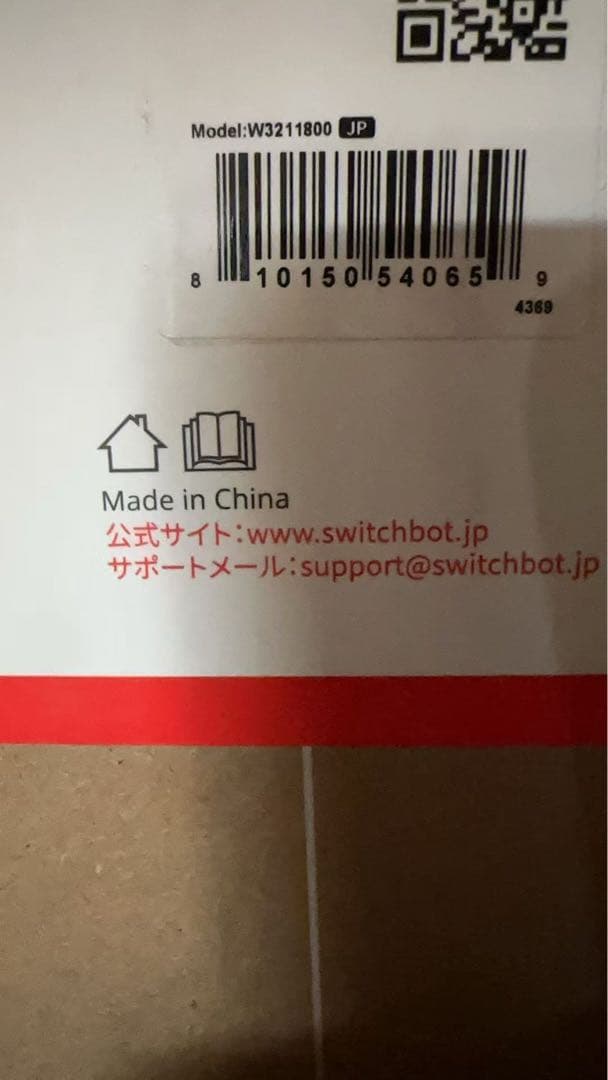 Model:W3211800 JP
8 10150 54065 9
4369
Made in China
公式サイト:www.switchbot.jp
サポートメール:support@switchbot.jp